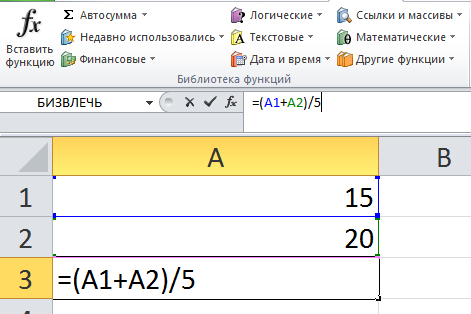 fx
Вставить функцию
Σ Автосумма
Недавно использовались
Финансовые
Логические
Текстовые
Дата и время
Ссылки и массивы
Математические
Другие функции
Библиотека функций
БИЗВЛЕЧЬ fx =(A1+A2)/5
A B
1 15
2 20
3 =(A1+A2)/5